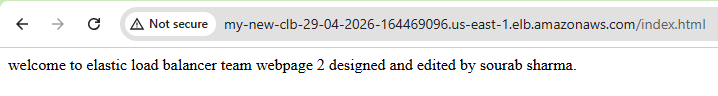 Not secure my-new-clb-29-04-2026-164469096.us-east-1.elb.amazonaws.com/index.html
welcome to elastic load balancer team webpage 2 designed and edited by sourab sharma.